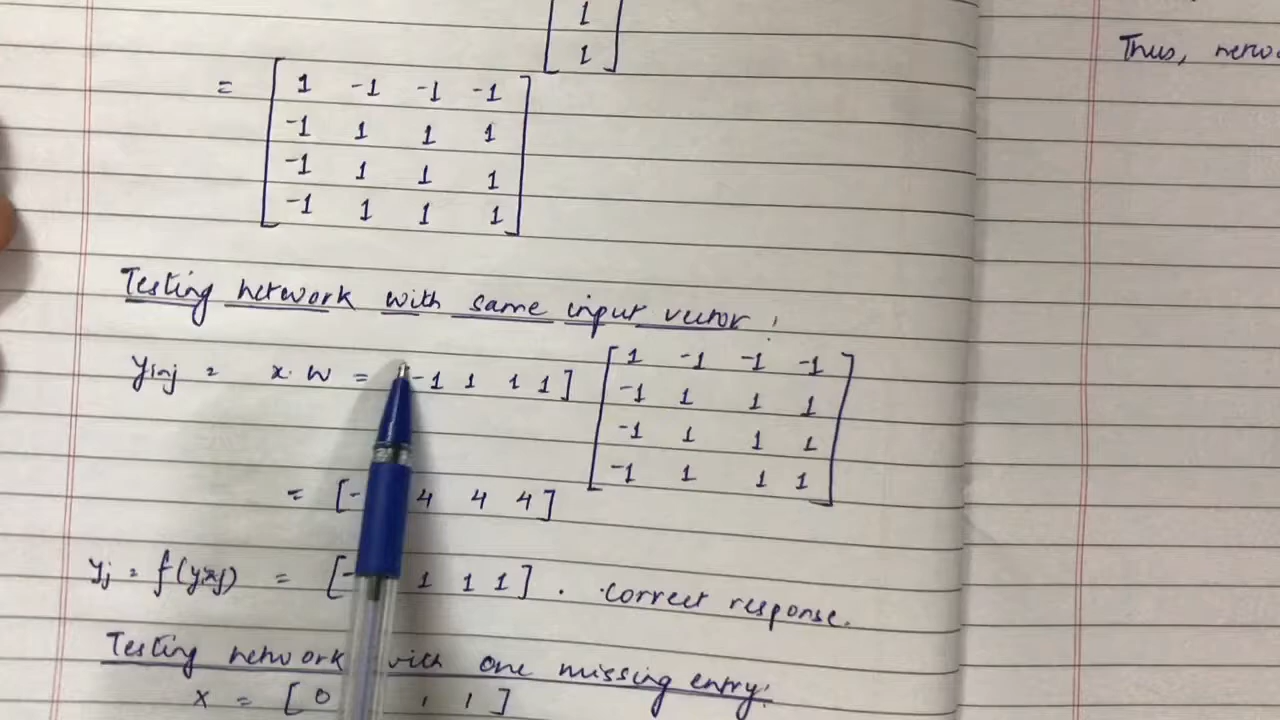 1
1
= [ 1 -1 -1 -1
-1 1 1 1
-1 1 1 1
-1 1 1 1 ]
Thus,
Testing network with same input vector :
yinj = x. w = -1 1 1 1 ] [ 1 -1 -1 -1
-1 1 1 1
-1 1 1 1
-1 1 1 1 ]
= [- 4 4 4 ]
yj = f(yinj) = [- 1 1 1 ] . correct response.
Testing network with one missing entry:
x = [ 0 1 1 ]